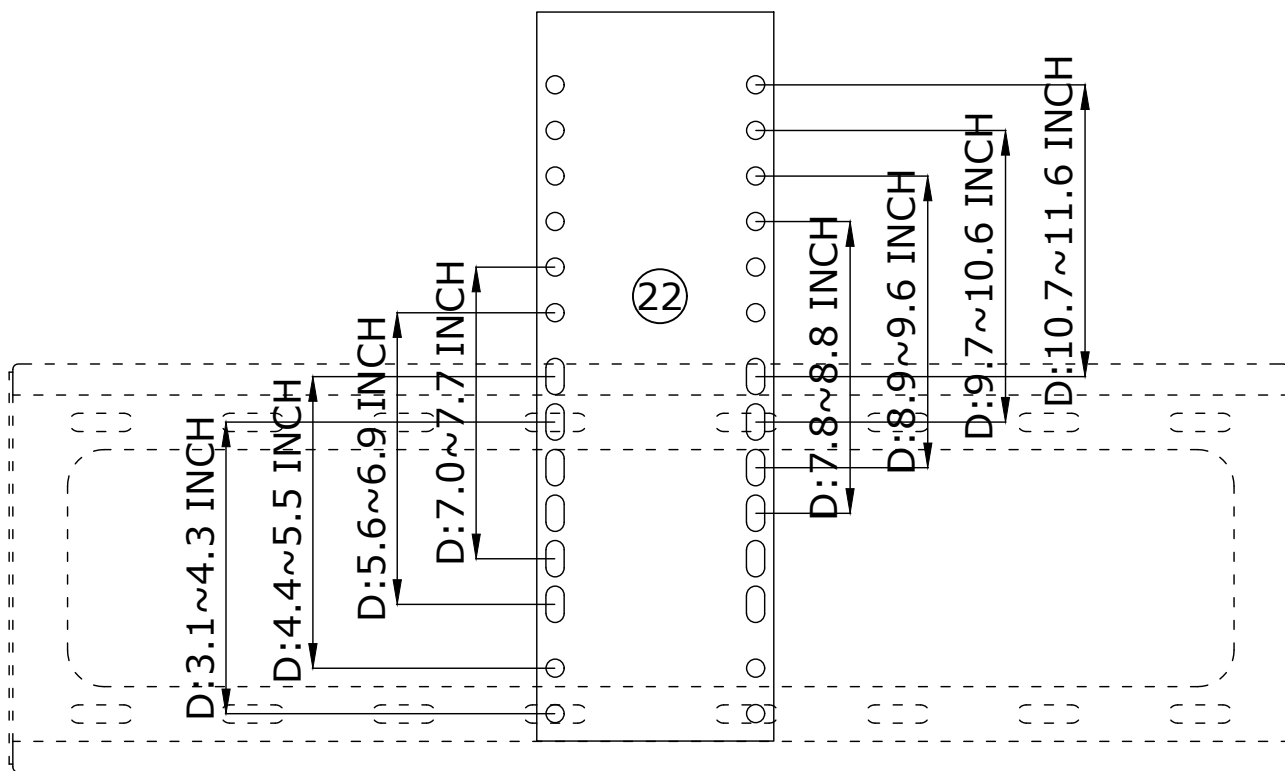 D:3.1~4.3 INCH
D:4.4~5.5 INCH
D:5.6~6.9 INCH
D:7.0~7.7 INCH
22
D:7.8~8.8 INCH
D:8.9~9.6 INCH
D:9.7~10.6 INCH
D:10.7~11.6 INCH